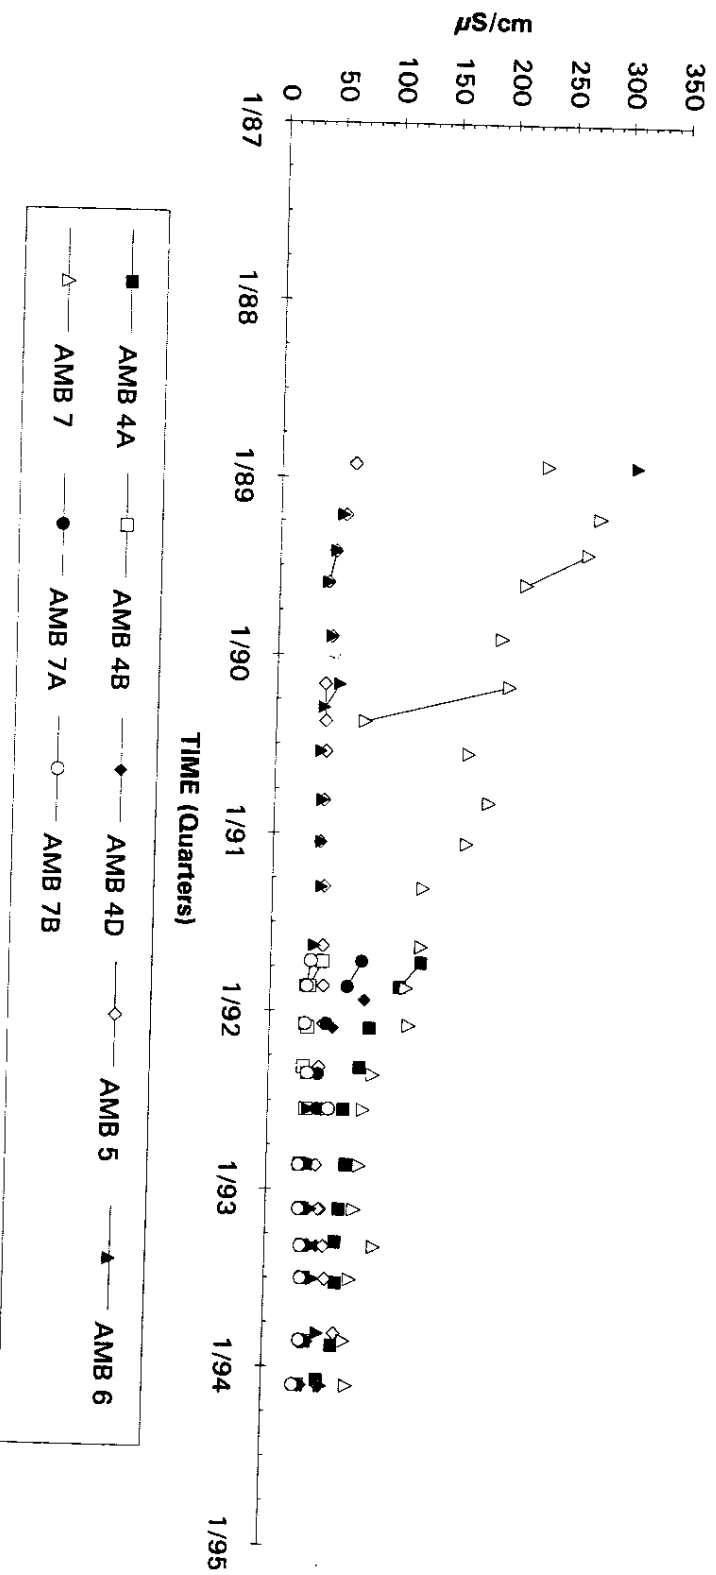 μS/cm
350
300
250
200
150
100
50
0
1/87
1/88
1/89
1/90
1/91
1/92
1/93
1/94
1/95
TIME (Quarters)
AMB 4A
AMB 4B
AMB 4D
AMB 5
AMB 6
AMB 7
AMB 7A
AMB 7B